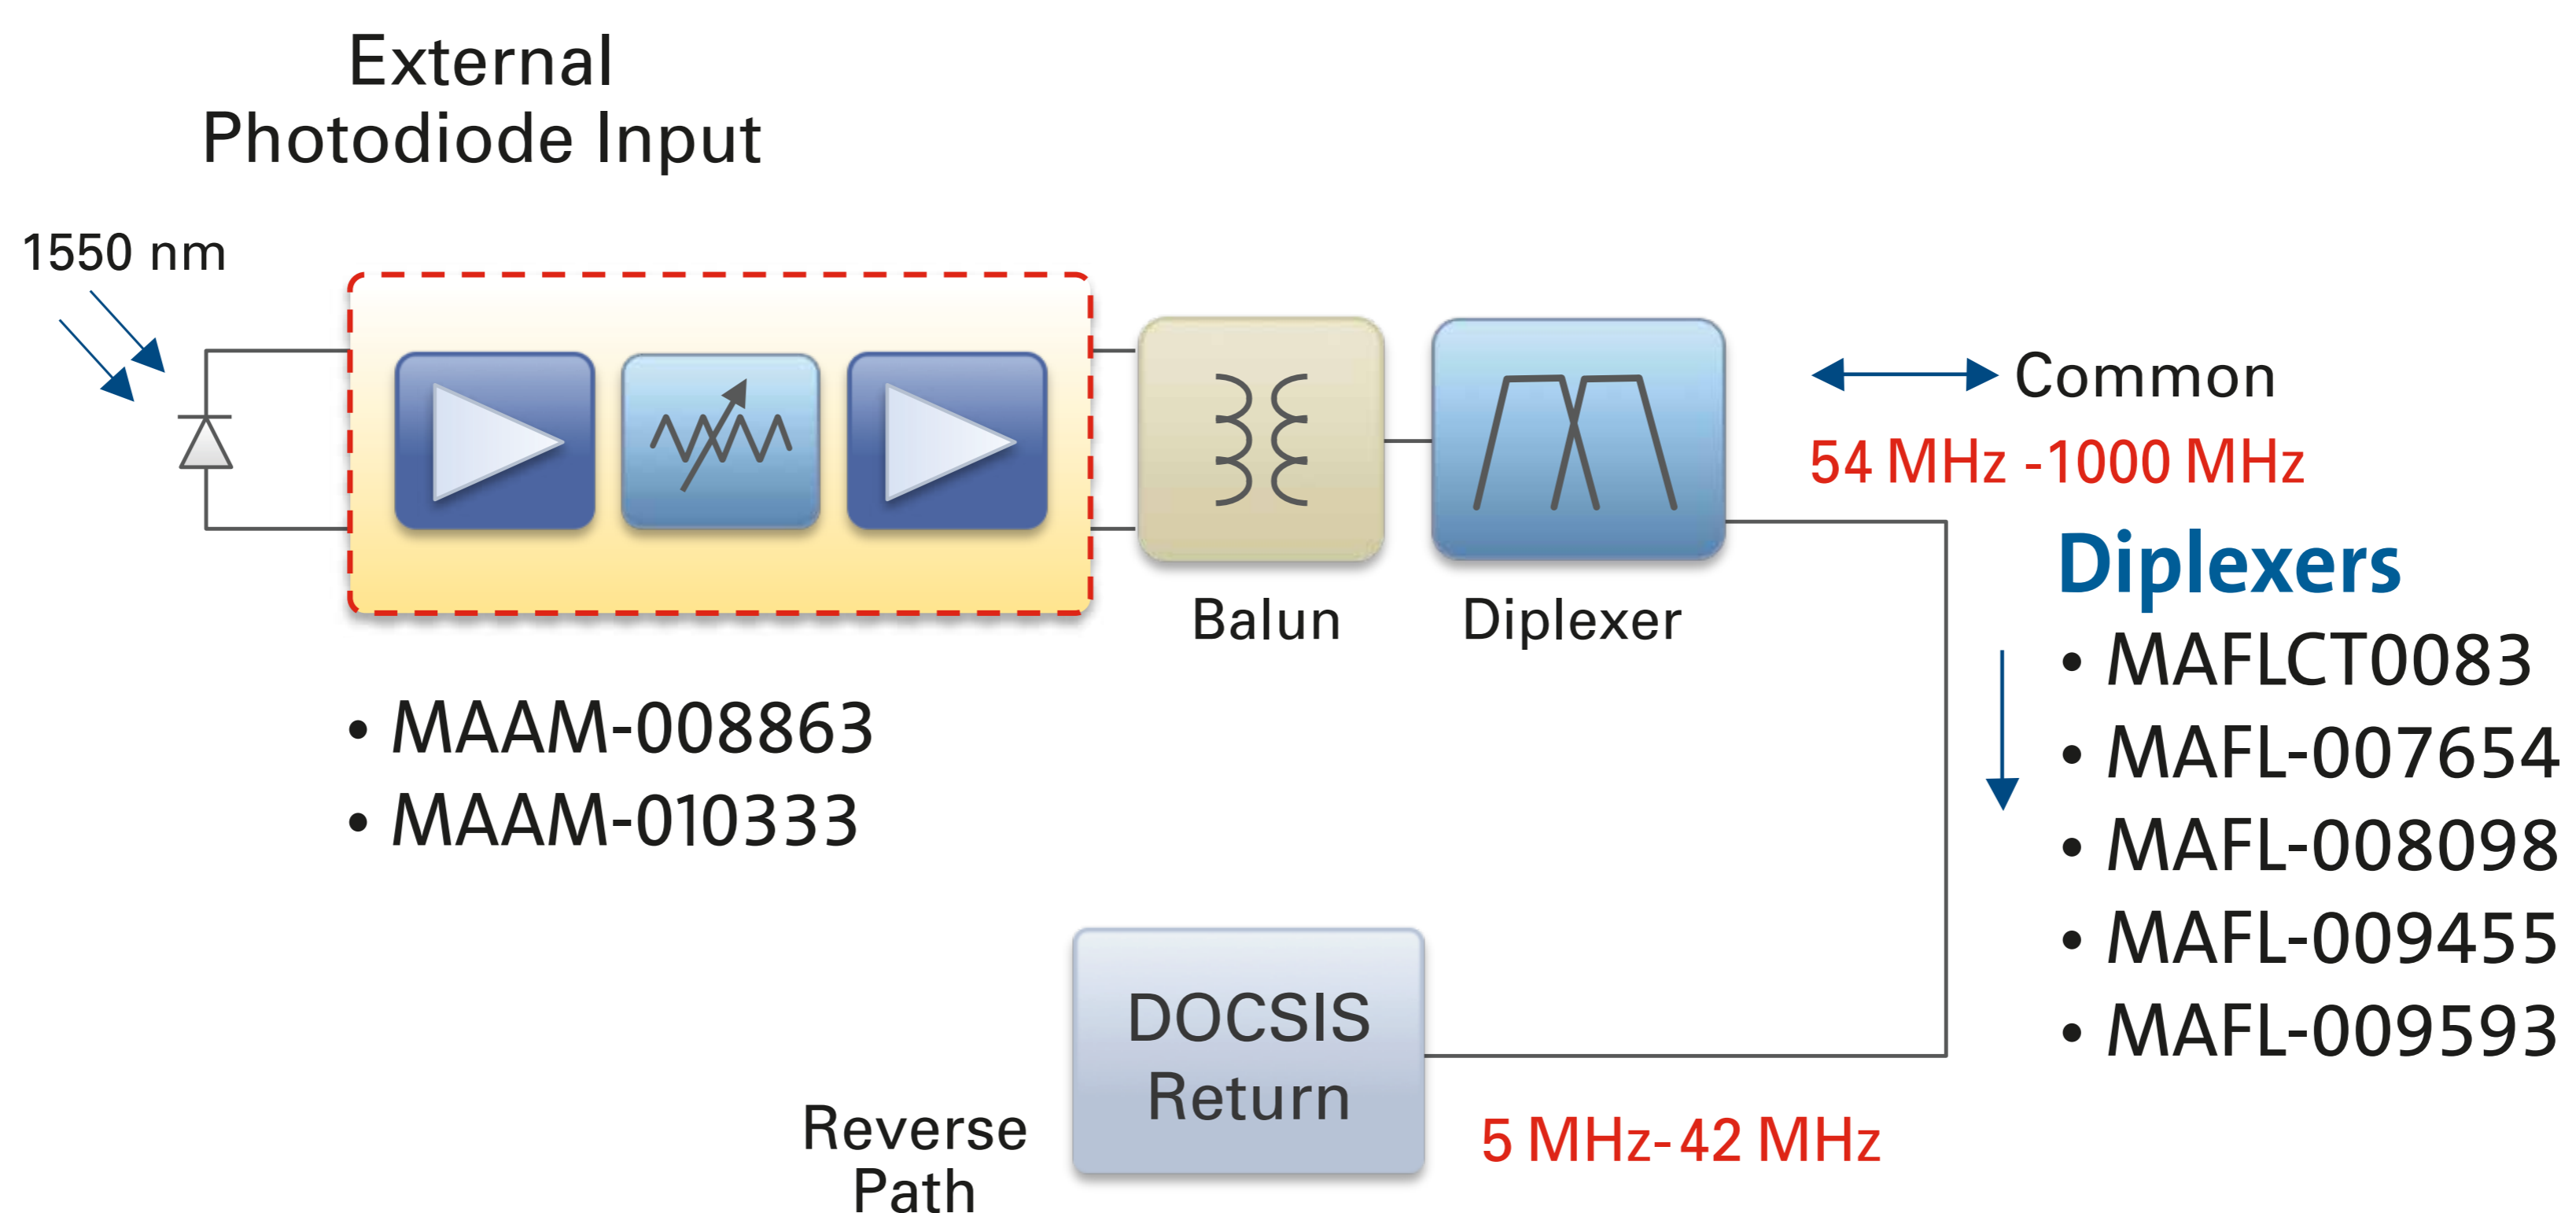 External
Photodiode Input
1550 nm
Common
54 MHz -1000 MHz
Balun
Diplexer
Diplexers
• MAFLCT0083
• MAFL-007654
• MAFL-008098
• MAFL-009455
• MAFL-009593
• MAAM-008863
• MAAM-010333
DOCSIS
Return
Reverse
Path
5 MHz-42 MHz